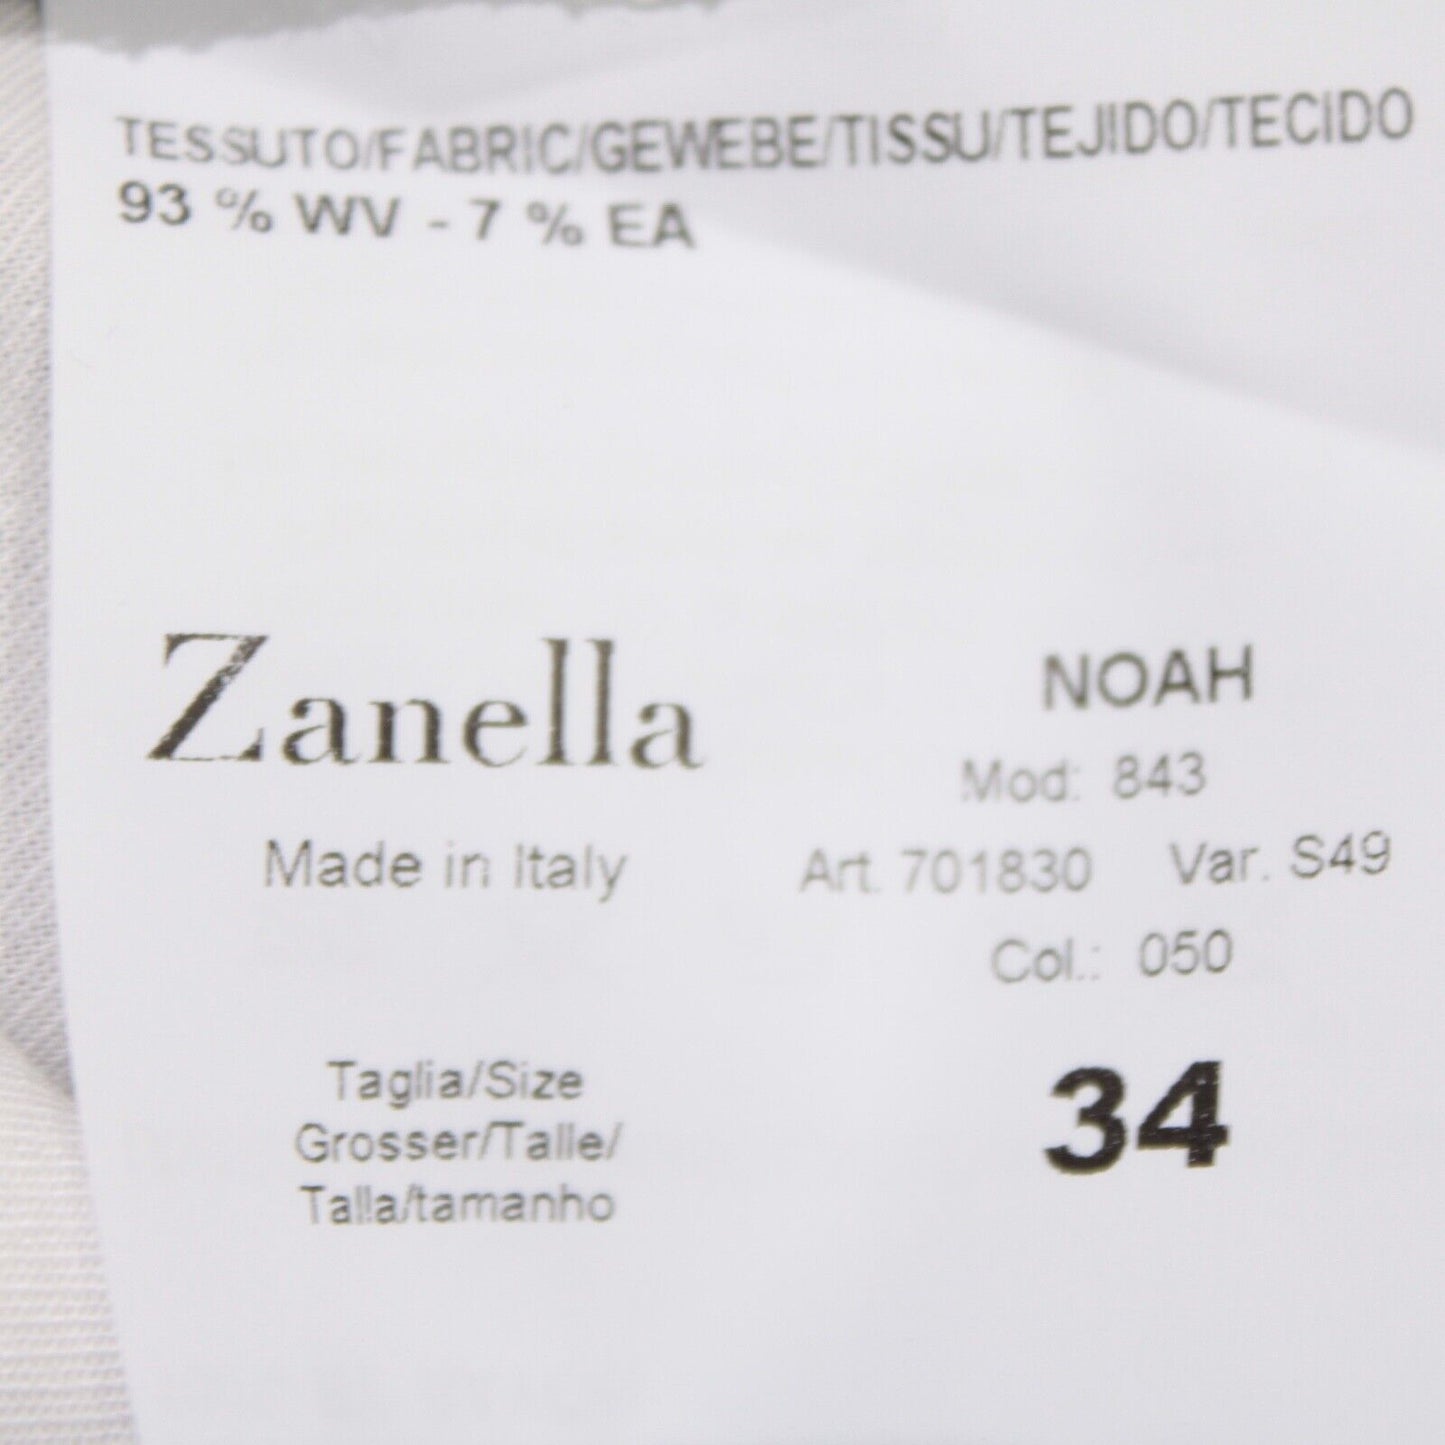 TESSUTO/FABRIC/GEWEBE/TISSU/TEJIDO/TECIDO
93 % WV - 7 % EA
Zanella
Made in Italy
NOAH
Mod: 843
Art. 701830 Var. S49
Col.: 050
Taglia/Size
Grosser/Talle/
Talla/tamanho
34